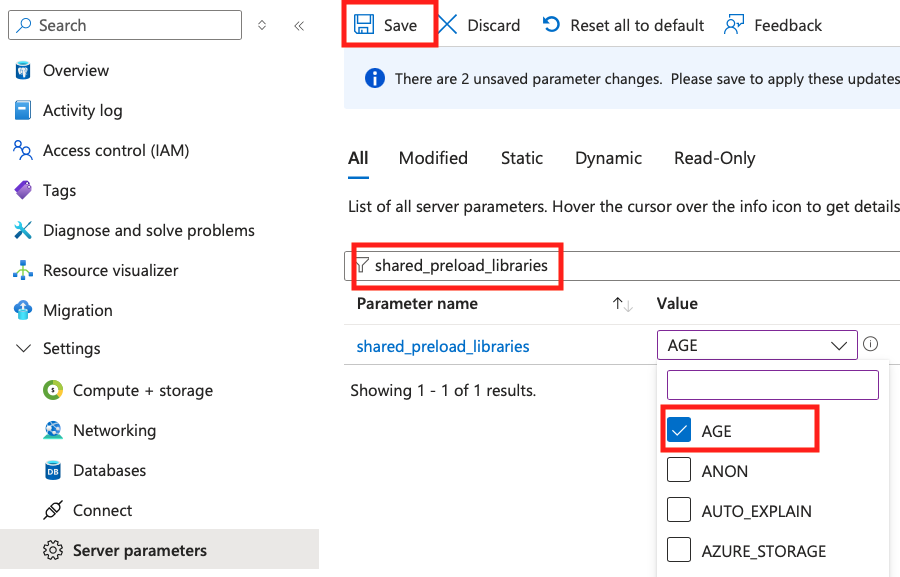 Search
Overview
Activity log
Access control (IAM)
Tags
Diagnose and solve problems
Resource visualizer
Migration
Settings
Compute + storage
Networking
DB
Databases
Connect
Server parameters
Save
Discard
Reset all to default
Feedback
There are 2 unsaved parameter changes. Please save to apply these updates
All
Modified
Static
Dynamic
Read-Only
List of all server parameters. Hover the cursor over the info icon to get details
shared_preload_libraries
Parameter name
Value
shared_preload_libraries
AGE
Showing 1 - 1 of 1 results.
AGE
ANON
AUTO_EXPLAIN
AZURE_STORAGE